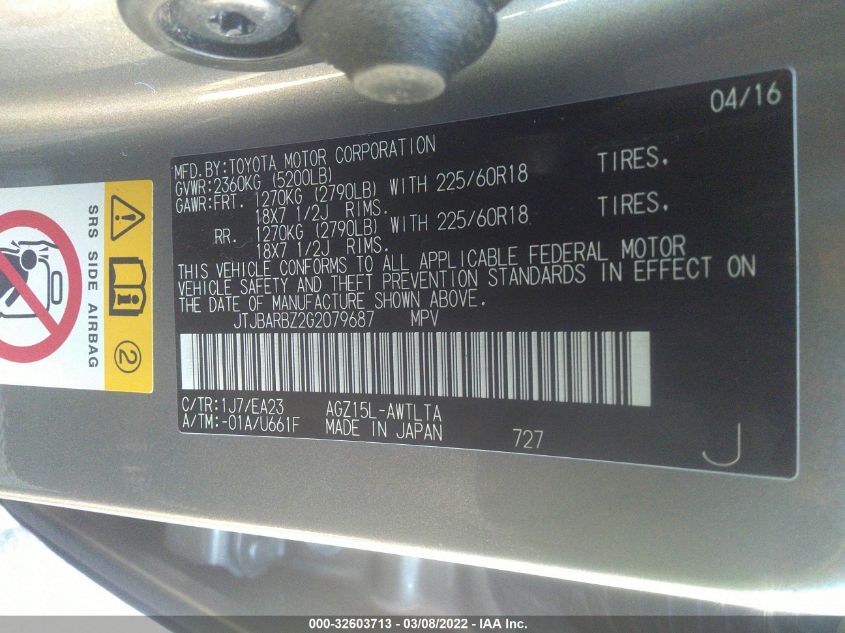 04/16
MFD.BY:TOYOTA MOTOR CORPORATION
GVWR:2360KG (5200LB)
GAWR:FRT. 1270KG (2790LB) WITH 225/60R18 TIRES,
18X7 1/2J RIMS.
RR. 1270KG (2790LB) WITH 225/60R18 TIRES,
18X7 1/2J RIMS.
THIS VEHICLE CONFORMS TO ALL APPLICABLE FEDERAL MOTOR
VEHICLE SAFETY AND THEFT PREVENTION STANDARDS IN EFFECT ON
THE DATE OF MANUFACTURE SHOWN ABOVE.
JTJBARBZ2G2079687 MPV
C/TR:1J7/EA23 AGZ15L-AWTLTA
A/TM:-01A/U661F MADE IN JAPAN 727
J
SRS SIDE AIRBAG
2
000-32603713 - 03/08/2022 - IAA Inc.